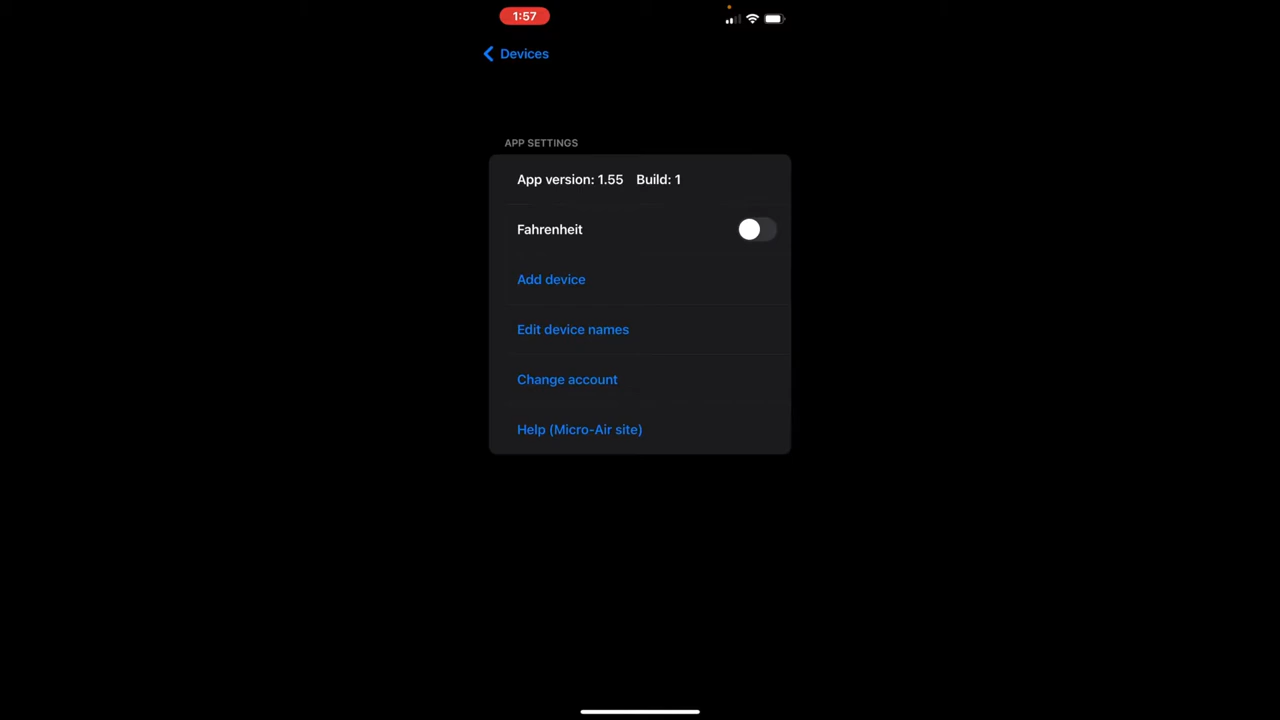 1:57
Devices
APP SETTINGS
App version: 1.55 Build: 1
Fahrenheit
Add device
Edit device names
Change account
Help (Micro-Air site)